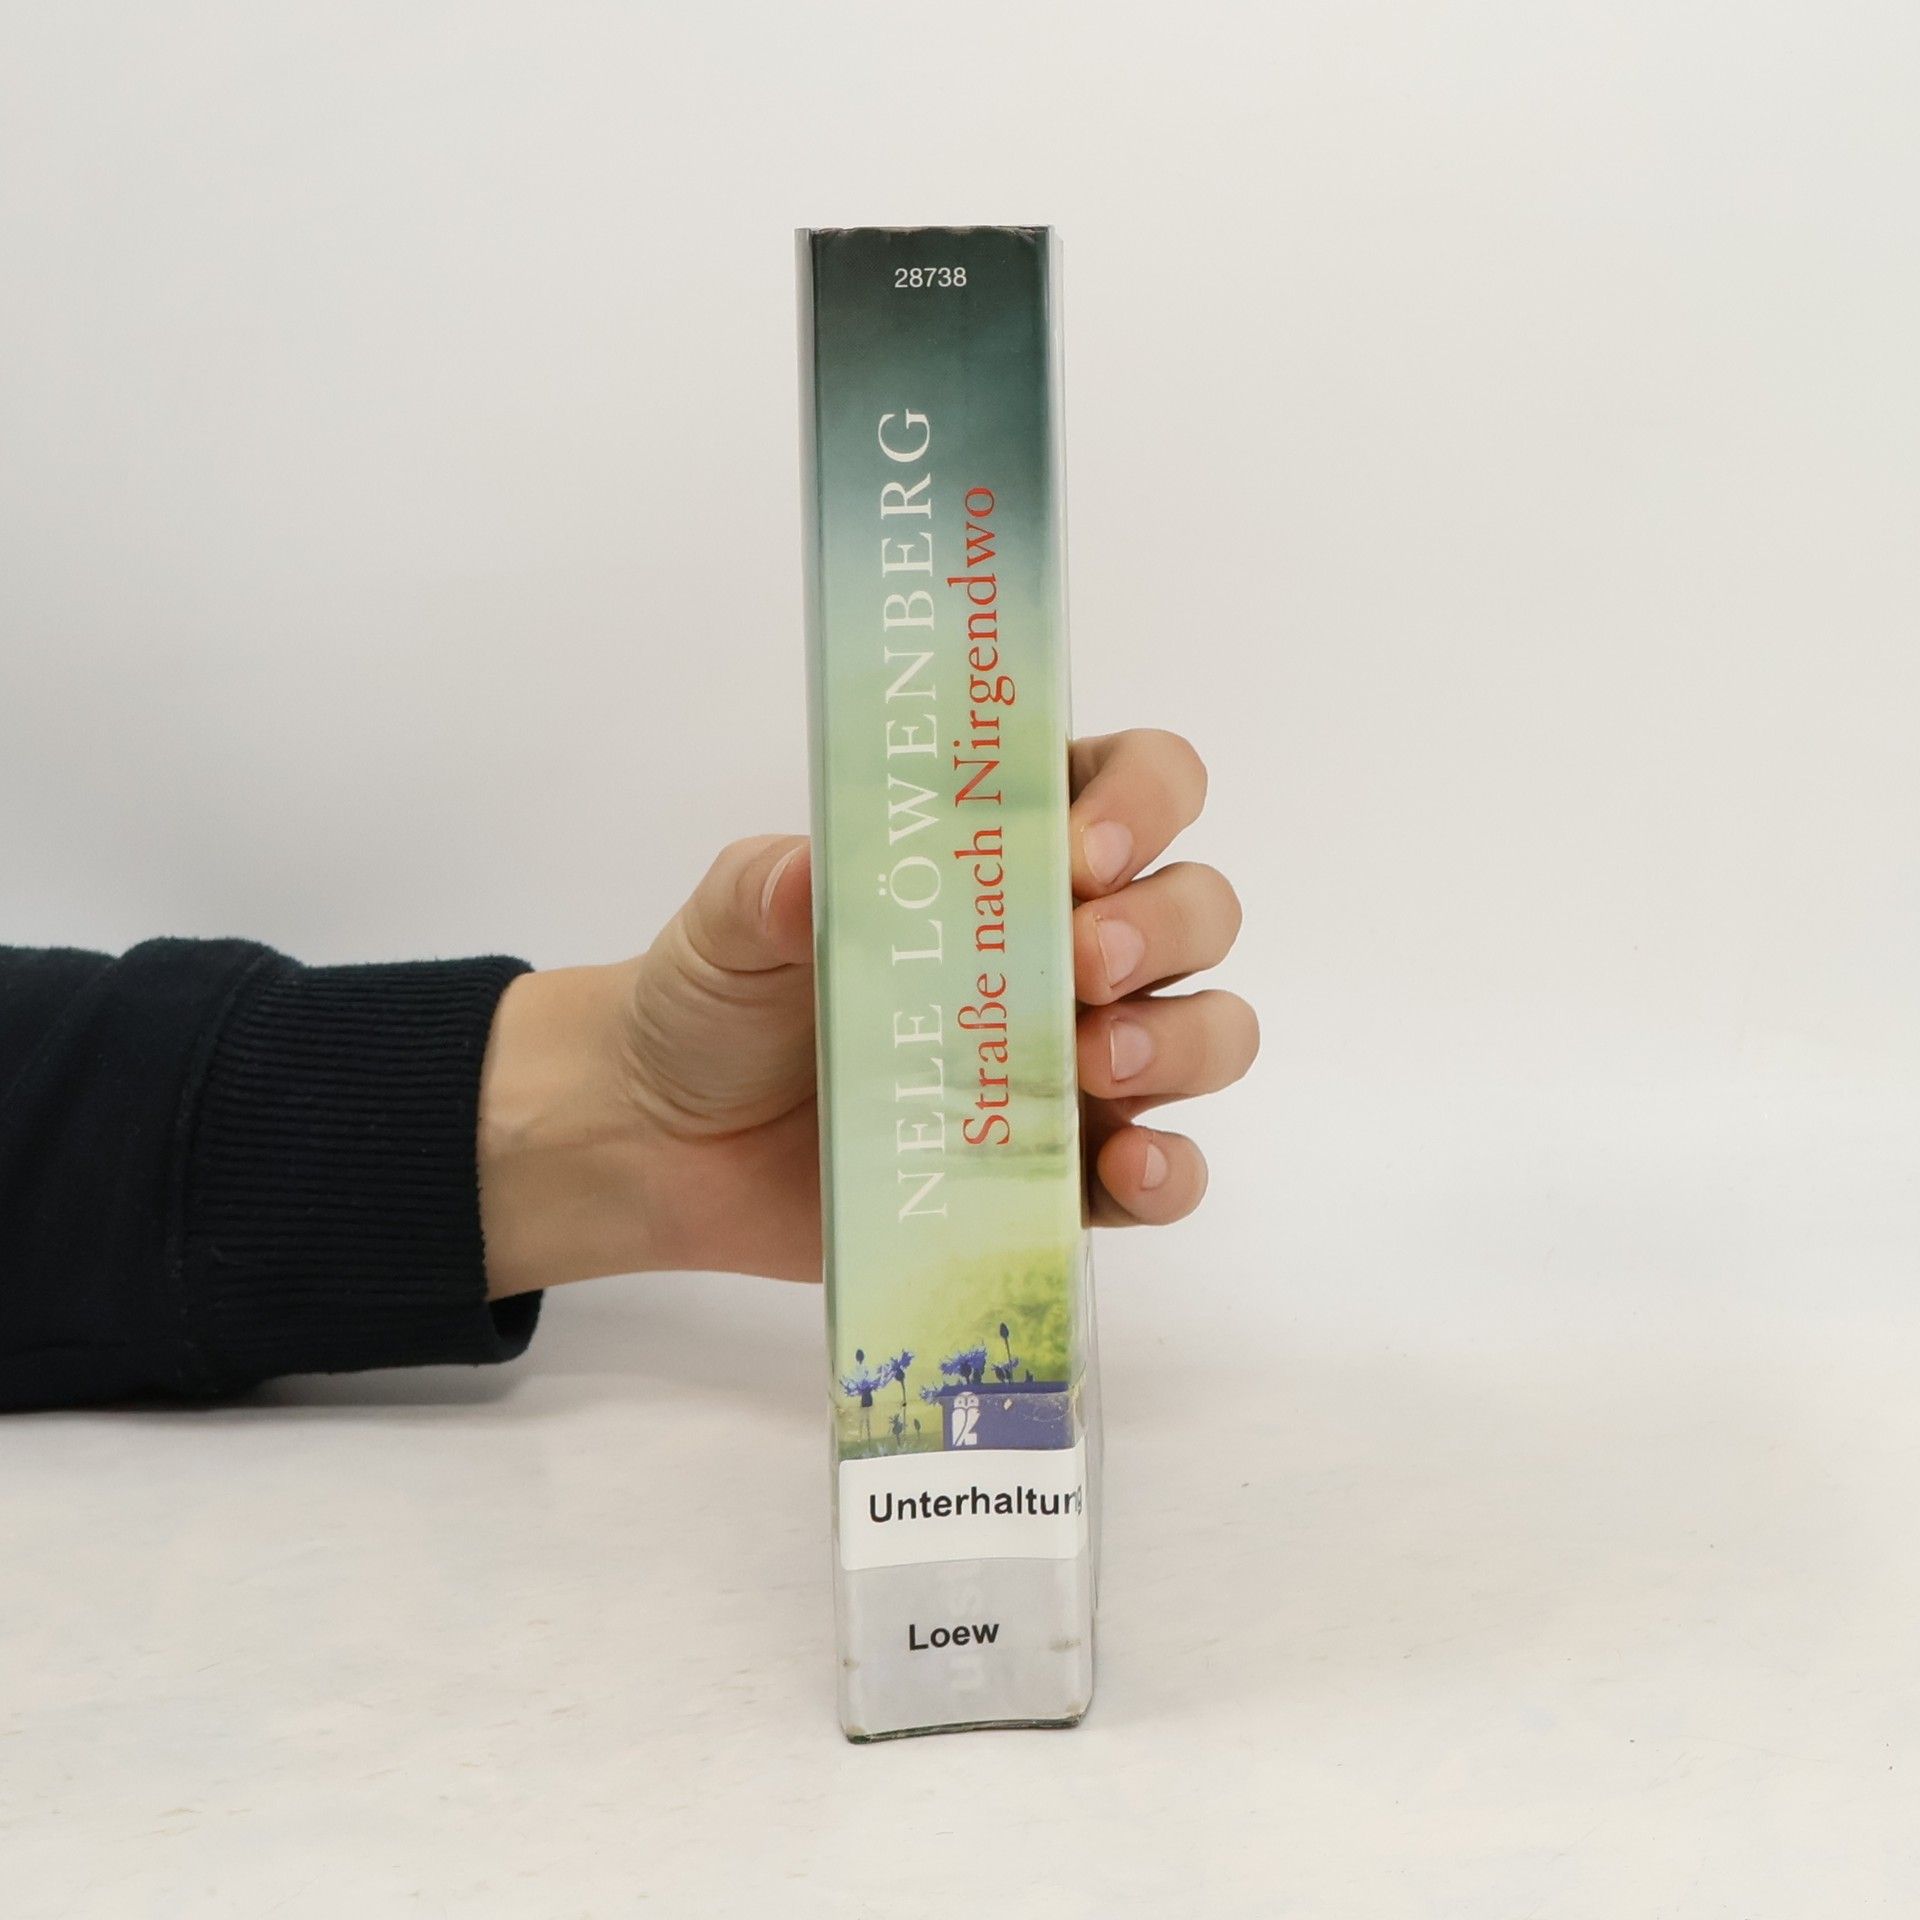 28738
NELE LÖWENBERG
Straße nach Nirgendwo
Unterhaltung
Loew